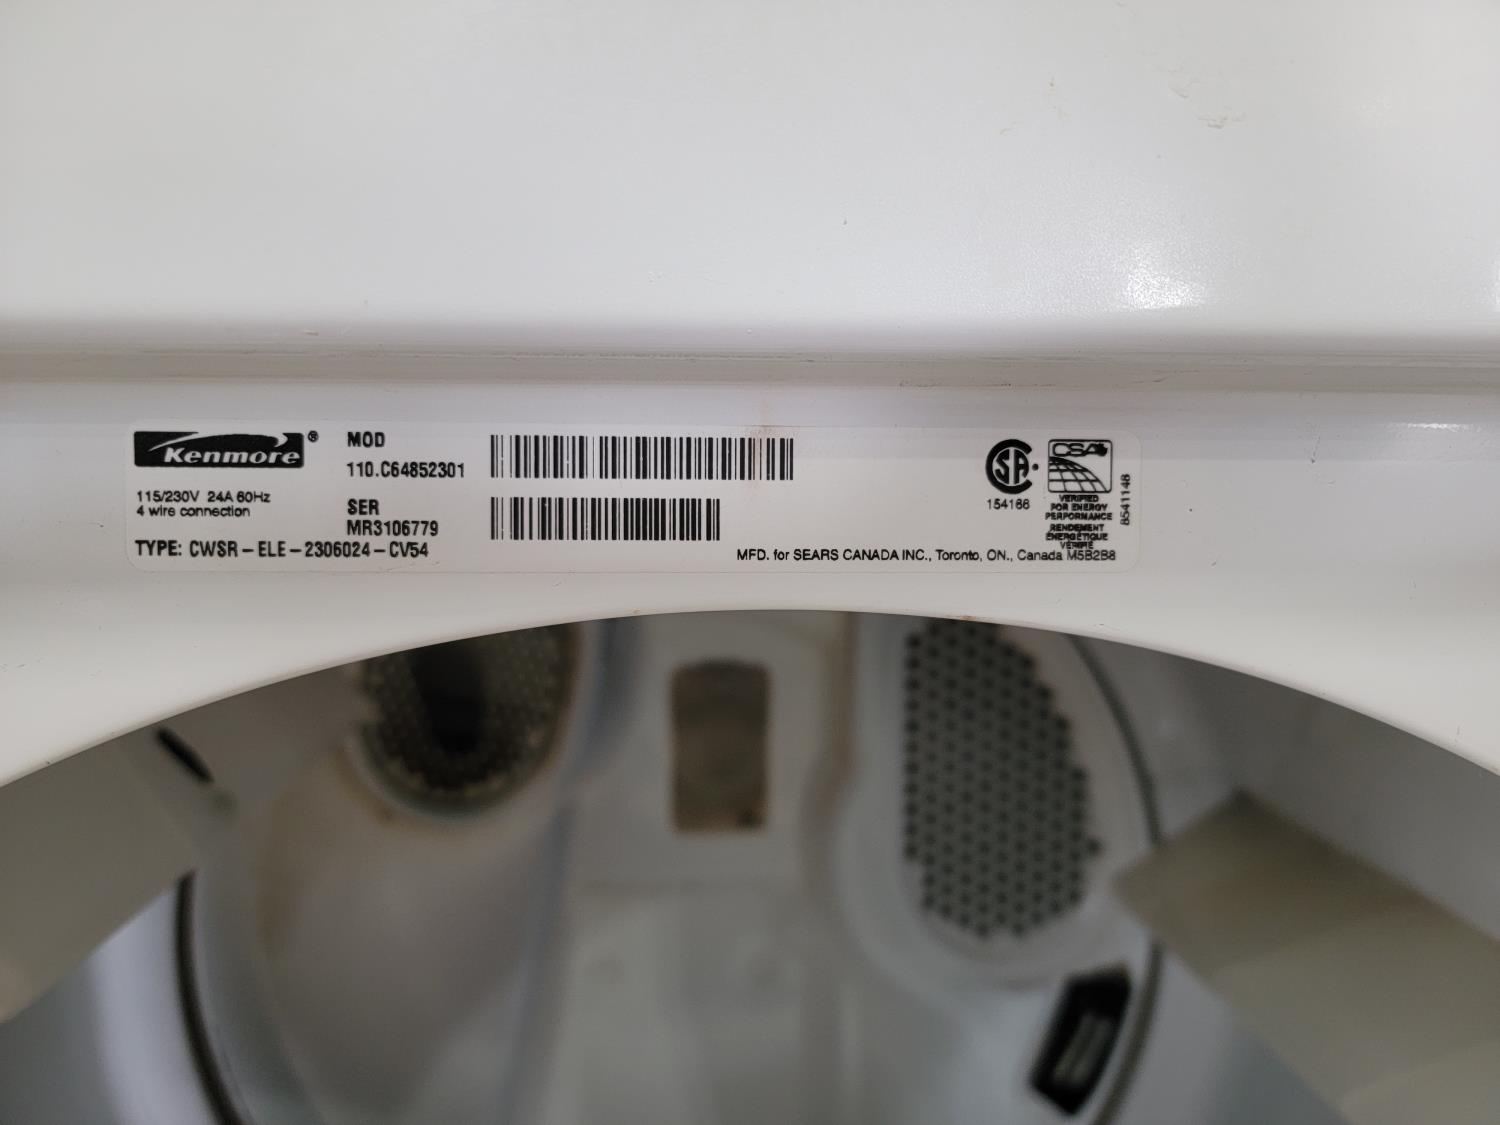 Kenmore®
115/230V 24A 60Hz
4 wire connection
MOD
110.C64852301
SER
MR3106779
TYPE: CWSR-ELE-2306024-CV54
MFD. for SEARS CANADA INC., Toronto, ON., Canada M5B2B8
SA
154166
CSA
VERIFIED
FOR ENERGY
PERFORMANCE
RENDEMENT
ÉNERGÉTIQUE
VÉRIFIÉ
8541148